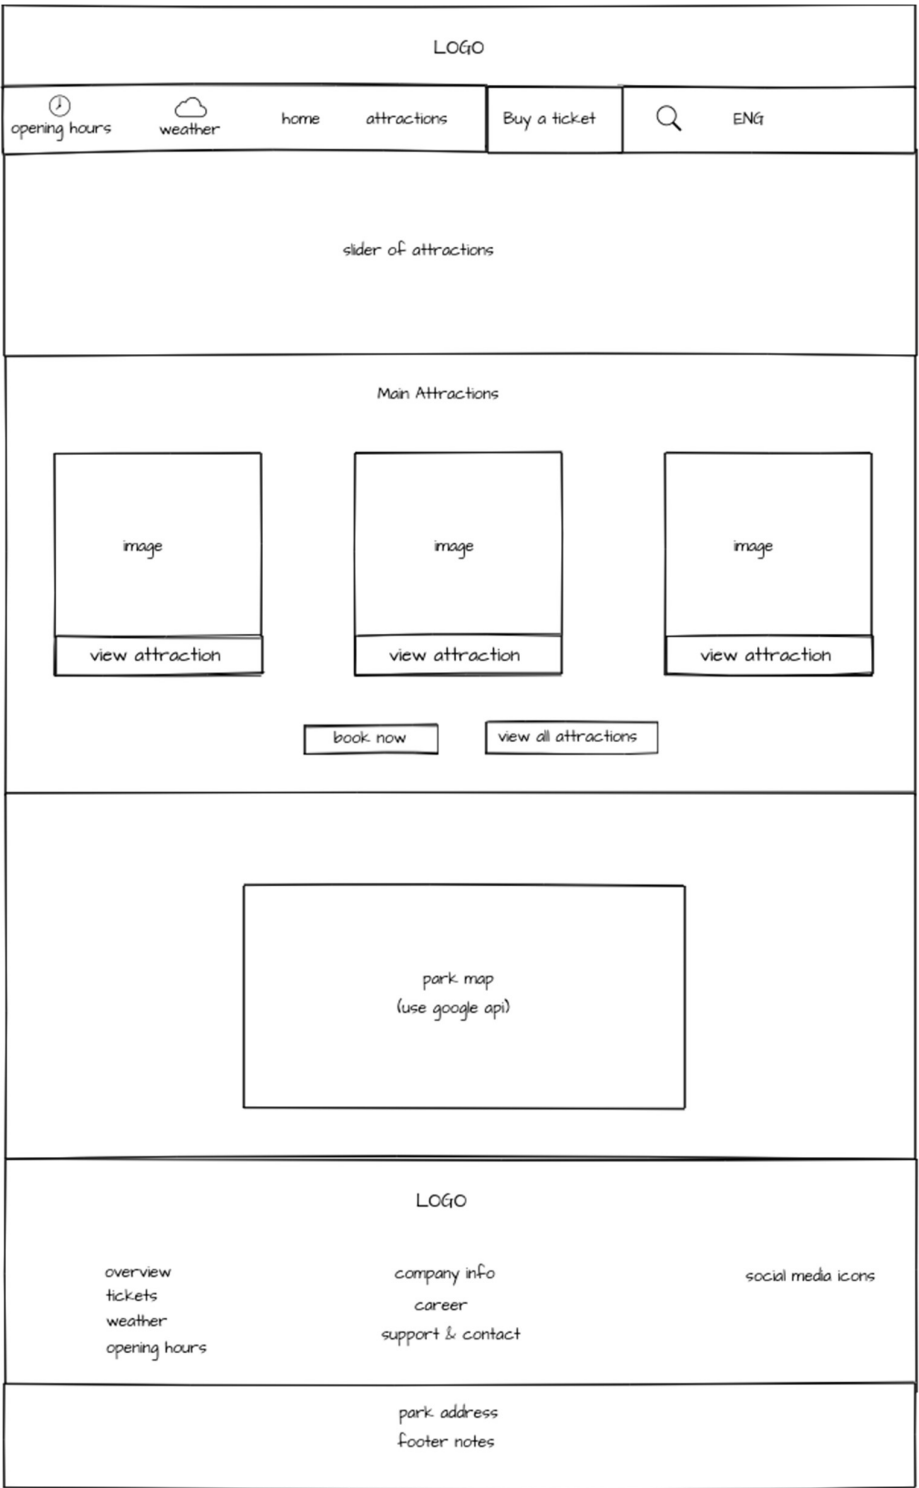 LOGO
opening hours
weather
home
attractions
Buy a ticket
ENG
slider of attractions
Main Attractions
image
image
image
view attraction
view attraction
view attraction
book now
view all attractions
park map
(use google api)
LOGO
overview
tickets
weather
opening hours
company info
career
support & contact
social media icons
park address
footer notes